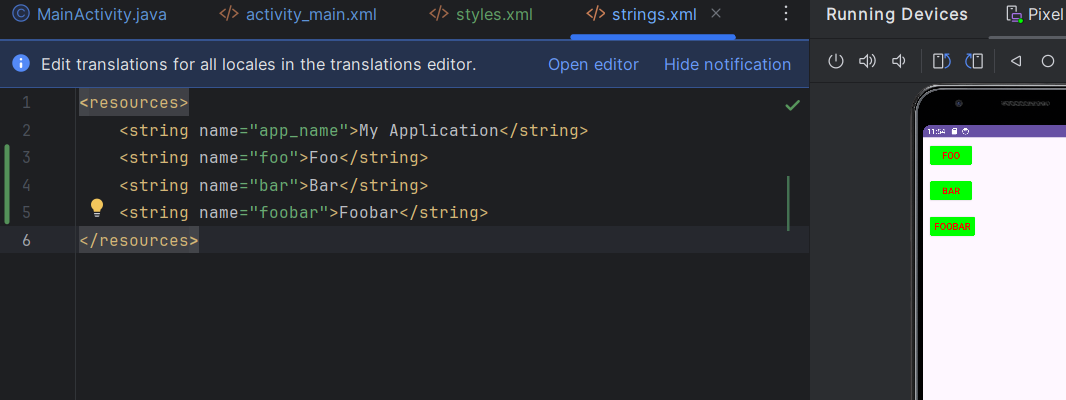 MainActivity.java
activity_main.xml
styles.xml
strings.xml
Running Devices
Pixel
Edit translations for all locales in the translations editor.
Open editor
Hide notification
1 <resources>
2 <string name="app_name">My Application</string>
3 <string name="foo">Foo</string>
4 <string name="bar">Bar</string>
5 <string name="foobar">Foobar</string>
6 </resources>
11:54
FOO
BAR
FOOBAR